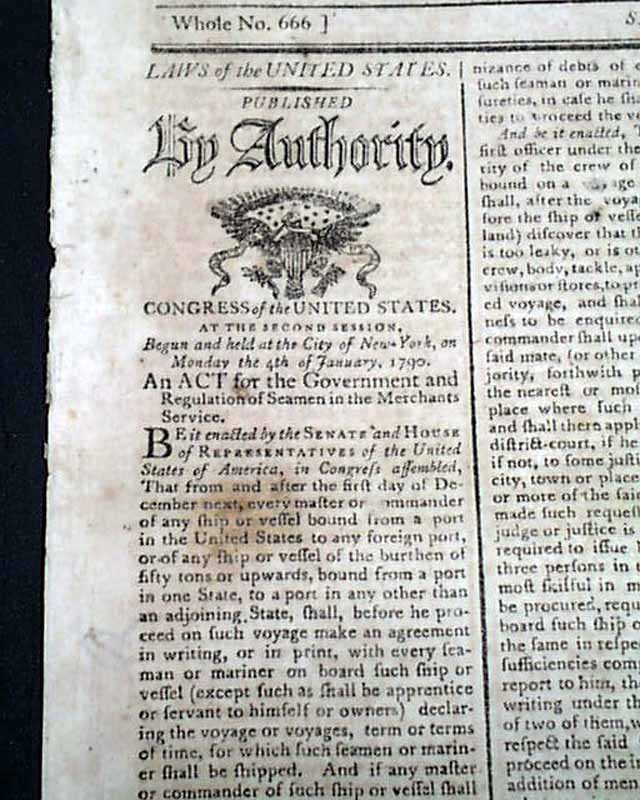 Whole No. 666 ]
S
LAWS of the UNITED STATES.
PUBLISHED
By Authority.
CONGRESS of the UNITED STATES.
AT THE SECOND SESSION,
Begun and held at the City of New-York, on
Monday the 4th of January, 1790.
An ACT for the Government and
Regulation of Seamen in the Merchants
Service.
BE it enacted by the SENATE and HOUSE
of REPRESENTATIVES of the United
States of America, in Congreſs aſſembled,
That from and after the firſt day of De-
cember next, every maſter or ommander
of any ſhip or veſſel bound from a port
in the United States to any foreign port,
or of any ſhip or veſſel of the burthen of
fifty tons or upwards, bound from a port
in one State, to a port in any other than
an adjoining State, ſhall, before he pro-
ceed on ſuch voyage make an agreement
in writing, or in print, with every ſea-
man or mariner on board ſuch ſhip or
veſſel (except ſuch as ſhall be apprentice
or ſervant to himſelf or owners) declar-
ing the voyage or voyages, term or terms
of time, for which ſuch ſeamen or marin-
er ſhall be ſhipped. And if any maſter
or commander of ſuch ſhip or veſſel ſhall
nizance of debts of
ſuch ſeaman or marin
ſureties, in caſe he ſha
ties to proceed the vo
And be it enacted,
firſt officer under the
rity of the crew of
bound on a
ſhall, after the voya
fore the ſhip or veſſe
land) diſcover that th
is too leaky, or is o
crew, body, tackle, ap
viſions or ſtores, to pr
ed voyage, and ſhal
neſs to be enquire
commander ſhall up
ſaid mate, (or other
jority, forthwith p
the neareſt or mo
place where ſuch
and ſhall there appl
diſtrict-court, if he
if not, to ſome juſti
city, town or place
or more of the ſaid
made ſuch requeſ
judge or juſtice is
required to iſſue
three perſons in t
moſt ſkilful in m
be procured, requ
board ſuch ſhip o
the ſame in reſpe
ſufficiencies com
report to him, the
writing under th
of two of them, w
reſpect the ſaid
proceed on the in
addition of men